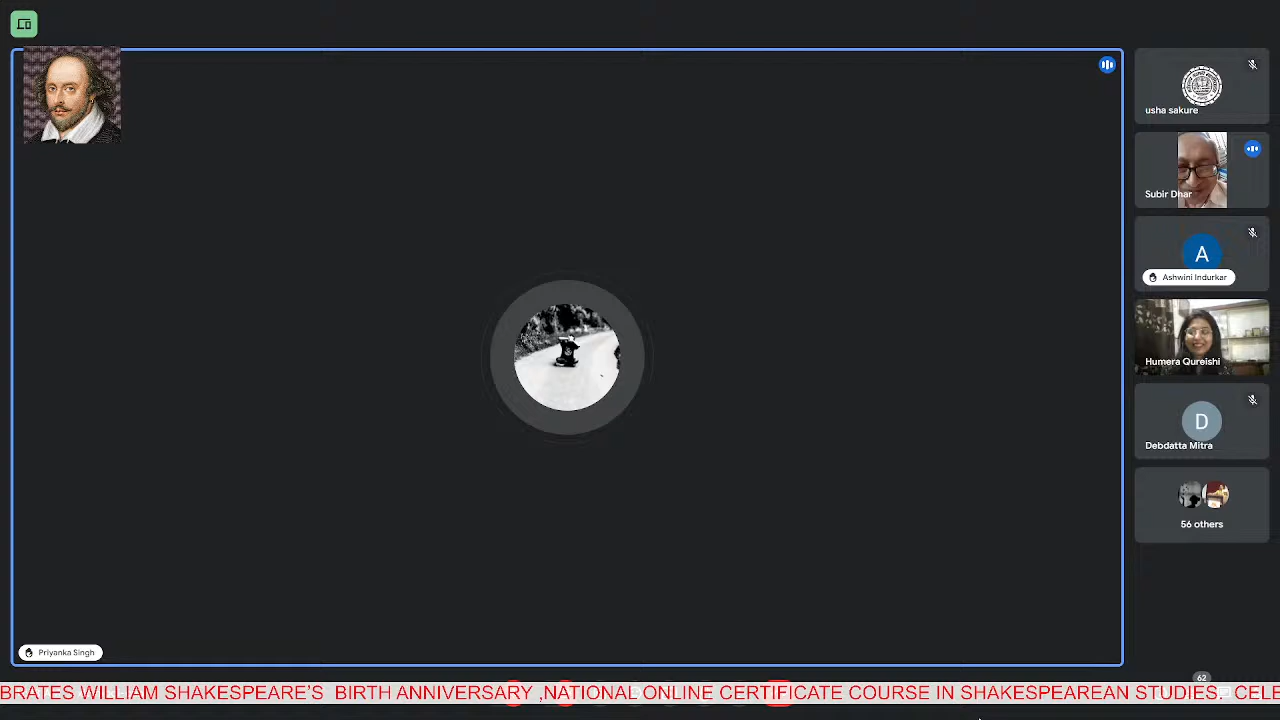 usha sakure
Subir Dhar
A
Ashwini Indurkar
Humera Qureishi
D
Debdatta Mitra
56 others
Priyanka Singh
62
BRATES WILLIAM SHAKESPEARE'S BIRTH ANNIVERSARY ,NATIONAL ONLINE CERTIFICATE COURSE IN SHAKESPEAREAN STUDIES. CELE